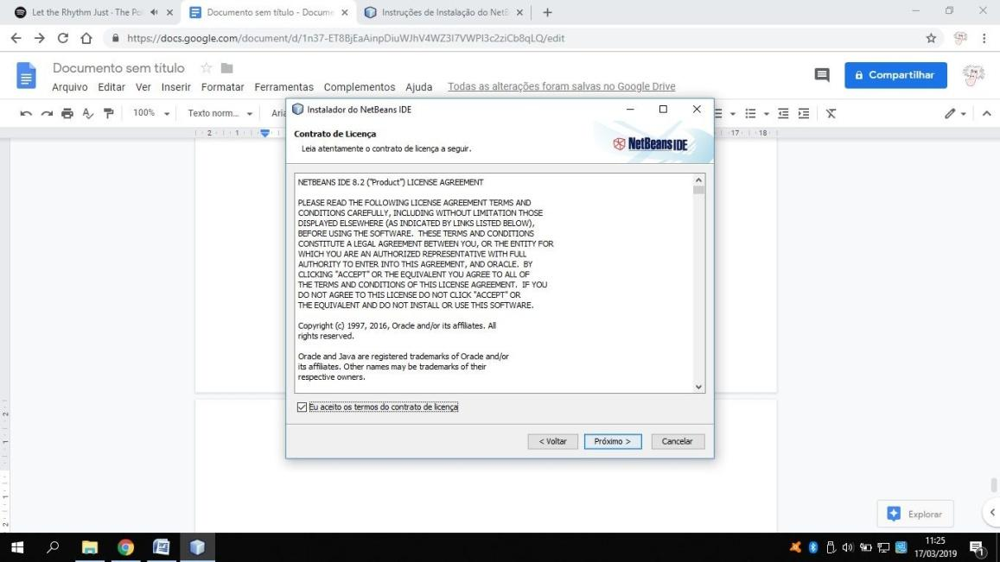 Let the Rhythm Just - The Po
Documento sem título - Docume
Instruções de Instalação do NetB
https://docs.google.com/document/d/1n37-ET8BjEaAinpDiuWJhV4WZ3I7VWPI3c2ziCb8qLQ/edit
Documento sem título
Arquivo Editar Ver Inserir Formatar Ferramentas Complementos Ajuda Todas as alterações foram salvas no Google Drive
Compartilhar
100% Texto norm... Aria
2 1 17 18
Instalador do NetBeans IDE
Contrato de Licença
Leia atentamente o contrato de licença a seguir.
NetBeans IDE
NETBEANS IDE 8.2 ("Product") LICENSE AGREEMENT
PLEASE READ THE FOLLOWING LICENSE AGREEMENT TERMS AND
CONDITIONS CAREFULLY, INCLUDING WITHOUT LIMITATION THOSE
DISPLAYED ELSEWHERE (AS INDICATED BY LINKS LISTED BELOW),
BEFORE USING THE SOFTWARE. THESE TERMS AND CONDITIONS
CONSTITUTE A LEGAL AGREEMENT BETWEEN YOU, OR THE ENTITY FOR
WHICH YOU ARE AN AUTHORIZED REPRESENTATIVE WITH FULL
AUTHORITY TO ENTER INTO THIS AGREEMENT, AND ORACLE. BY
CLICKING "ACCEPT" OR THE EQUIVALENT YOU AGREE TO ALL OF
THE TERMS AND CONDITIONS OF THIS LICENSE AGREEMENT. IF YOU
DO NOT AGREE TO THIS LICENSE DO NOT CLICK "ACCEPT" OR
THE EQUIVALENT AND DO NOT INSTALL OR USE THIS SOFTWARE.
Copyright (c) 1997, 2016, Oracle and/or its affiliates. All
rights reserved.
Oracle and Java are registered trademarks of Oracle and/or
its affiliates. Other names may be trademarks of their
respective owners.
Eu aceito os termos do contrato de licença
< Voltar Próximo > Cancelar
2
1
1
2
Explorar
11:25
17/03/2019
1